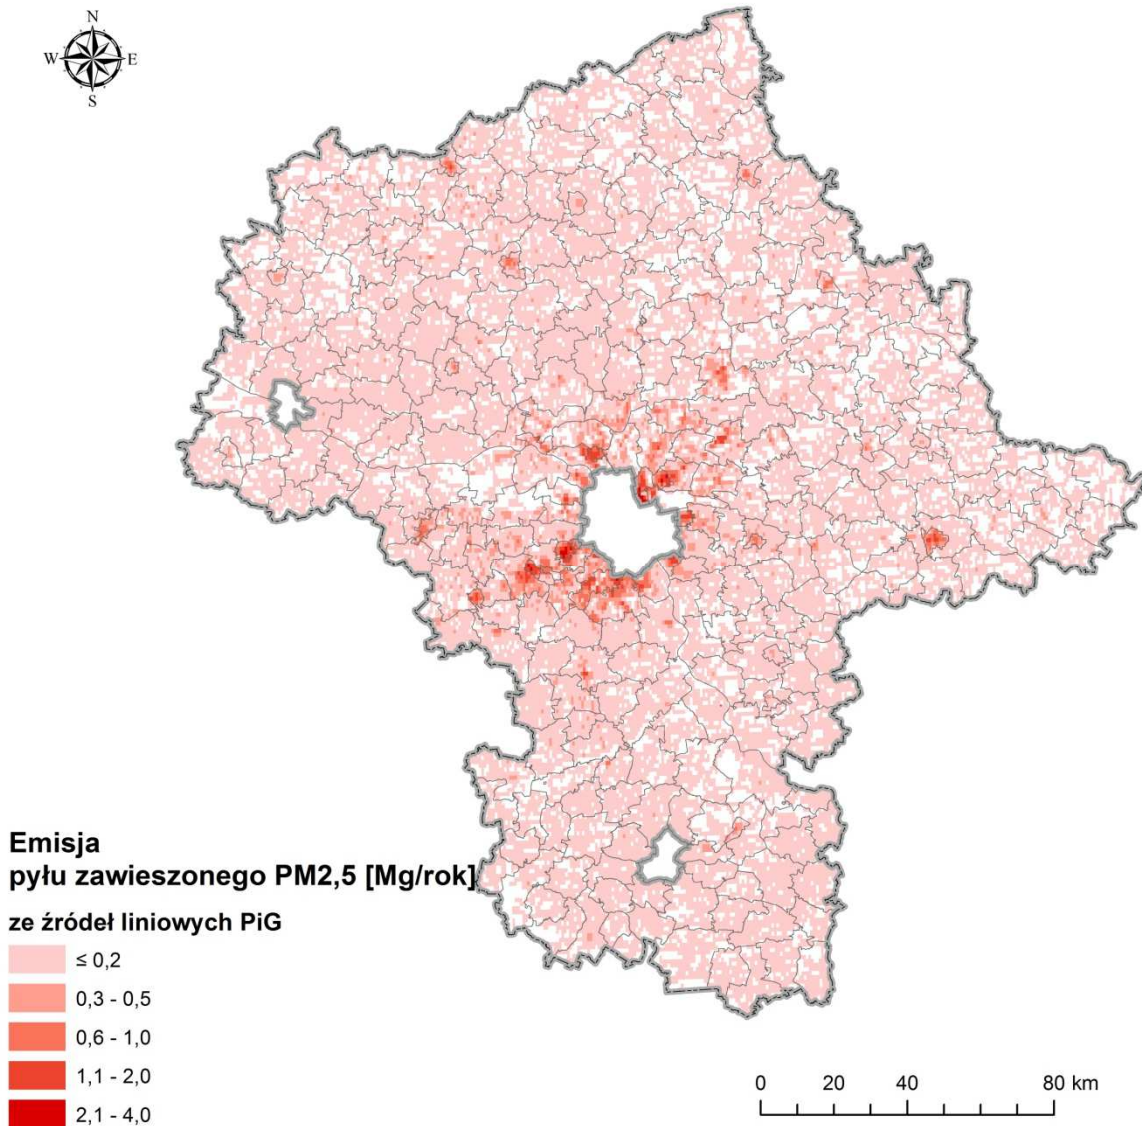 N
W E
S
Emisja
pyłu zawieszonego PM2,5 [Mg/rok]
ze źródeł liniowych PiG
≤ 0,2
0,3 - 0,5
0,6 - 1,0
1,1 - 2,0
2,1 - 4,0
0 20 40 80 km